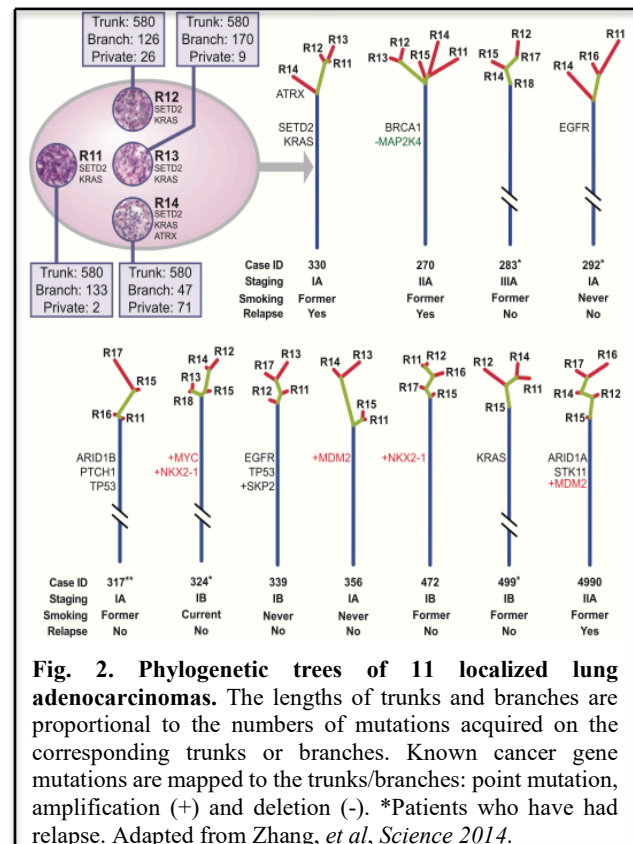 Trunk: 580
Branch: 126
Private: 26
Trunk: 580
Branch: 170
Private: 9
R12
SETD2
KRAS
R11
SETD2
KRAS
R13
SETD2
KRAS
R14
SETD2
KRAS
ATRX
Trunk: 580
Branch: 133
Private: 2
Trunk: 580
Branch: 47
Private: 71
R13
R12
R11
R14
ATRX
SETD2
KRAS
R14
R12
R13
R15
R11
BRCA1
-MAP2K4
R12
R15
R17
R14
R18
R11
R16
R14
EGFR
Case ID 330 270 283* 292*
Staging IA IIA IIIA IA
Smoking Former Former Former Never
Relapse Yes Yes No No
R17
R15
R16
R11
ARID1B
PTCH1
TP53
R12
R14
R13
R15
R18
+MYC
+NKX2-1
R13
R17
R12
R11
EGFR
TP53
+SKP2
R13
R14
R15
R11
+MDM2
R11
R12
R16
R17
R15
+NKX2-1
R14
R12
R11
R15
KRAS
R16
R17
R14
R12
R15
ARID1A
STK11
+MDM2
Case ID 317** 324* 339 356 472 499* 4990
Staging IA IB IB IA IB IB IIA
Smoking Former Current Never Never Former Former Former
Relapse No No No No No No Yes
Fig. 2. Phylogenetic trees of 11 localized lung
adenocarcinomas. The lengths of trunks and branches are
proportional to the numbers of mutations acquired on the
corresponding trunks or branches. Known cancer gene
mutations are mapped to the trunks/branches: point mutation,
amplification (+) and deletion (-). *Patients who have had
relapse. Adapted from Zhang, et al, Science 2014.